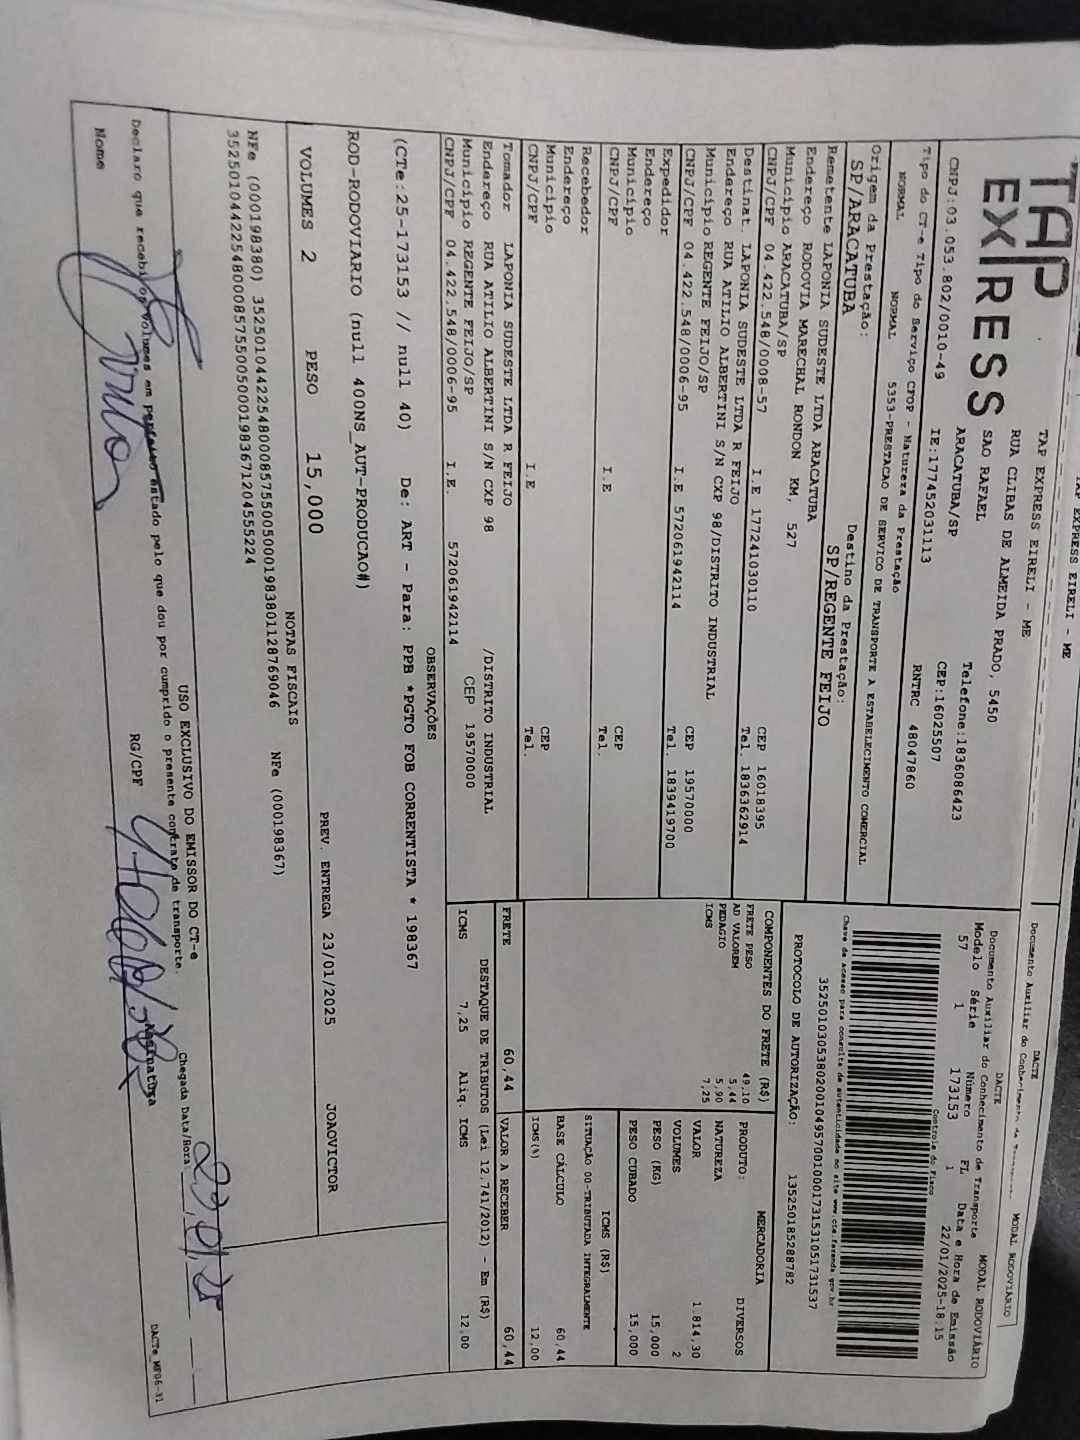 TAP EXPRESS EIRELI - ME
DACTE
Documento Auxiliar do Conhecimento de Transporte
MODAL RODOVIÁRIO
TAP
EXPRESS
TAP EXPRESS EIRELI - ME
RUA CLIBAS DE ALMEIDA PRADO, 5450
SAO RAFAEL
ARACATUBA/SP
Telefone:1836086423
CNPJ:03.053.802/0010-49
IE:177452031113
CEP:16025507
RNTRC 48047860
DACTE
Documento Auxiliar do Conhecimento de Transporte
MODAL RODOVIÁRIO
Modelo Série Número FL Data e Hora de Emissão
57 1 173153 1 22/01/2025-18:15
Controle do Fisco
Tipo do CT-e Tipo do Serviço CFOP - Natureza da Prestação
NORMAL NORMAL 5353-PRESTACAO DE SERVICO DE TRANSPORTE A ESTABELECIMENTO COMERCIAL
Chave de acesso para consulta de autenticidade no site www.cte.fazenda.gov.br
35250103053802001049570010001731531051731537
PROTOCOLO DE AUTORIZAÇÃO: 135250185288782
Origem da Prestação: Destino da Prestação:
SP/ARACATUBA SP/REGENTE FEIJO
Remetente LAPONIA SUDESTE LTDA ARACATUBA
Endereço RODOVIA MARECHAL RONDON KM, 527
Município ARACATUBA/SP CEP 16018395
CNPJ/CPF 04.422.548/0008-57 I.E 177241030110 Tel. 1836362914
Destinat. LAPONIA SUDESTE LTDA R FEIJO
Endereço RUA ATILIO ALBERTINI S/N CXP 98/DISTRITO INDUSTRIAL
Município REGENTE FEIJO/SP CEP 19570000
CNPJ/CPF 04.422.548/0006-95 I.E 572061942114 Tel. 1839419700
Expedidor
Endereço
Município CEP
CNPJ/CPF I.E Tel.
Recebedor
Endereço
Município CEP
CNPJ/CPF I.E Tel.
Tomador LAPONIA SUDESTE LTDA R FEIJO
Endereço RUA ATILIO ALBERTINI S/N CXP 98 /DISTRITO INDUSTRIAL
Município REGENTE FEIJO/SP CEP 19570000
CNPJ/CPF 04.422.548/0006-95 I.E. 572061942114
COMPONENTES DO FRETE (R$)
FRETE PESO 49,10
AD VALOREM 5,44
PEDAGIO 5,90
ICMS 7,25
MERCADORIA
PRODUTO: DIVERSOS
NATUREZA
VALOR 1.814,30
VOLUMES 2
PESO (KG) 15,000
PESO CUBADO 15,000
ICMS (R$)
SITUAÇÃO 00-TRIBUTADA INTEGRALMENTE
BASE CÁLCULO 60,44
ICMS(%) 12,00
FRETE 60,44 VALOR A RECEBER 60,44
DESTAQUE DE TRIBUTOS (Lei 12.741/2012) - Em (R$)
ICMS 7,25 Aliq. ICMS 12,00
OBSERVAÇÕES
(CTe:25-173153 // null 40) De: ART - Para: PPB *PGTO FOB CORRENTISTA * 198367
ROD-RODOVIARIO (null 400NS_AUT-PRODUCAO#)
VOLUMES 2 PESO 15,000 PREV. ENTREGA 23/01/2025 JOAOVICTOR
NOTAS FISCAIS
NFe (000198380) 35250104422548000857550050001983801128769046 NFe (000198367)
35250104422548000857550050001983671204555224
USO EXCLUSIVO DO EMISSOR DO CT-e
Declaro que recebi os volumes em perfeito estado pelo que dou por cumprido o presente contrato de transporte.
Chegada Data/Hora 23/01/25
Nome RG/CPF Assinatura
DACTe_MF06-31